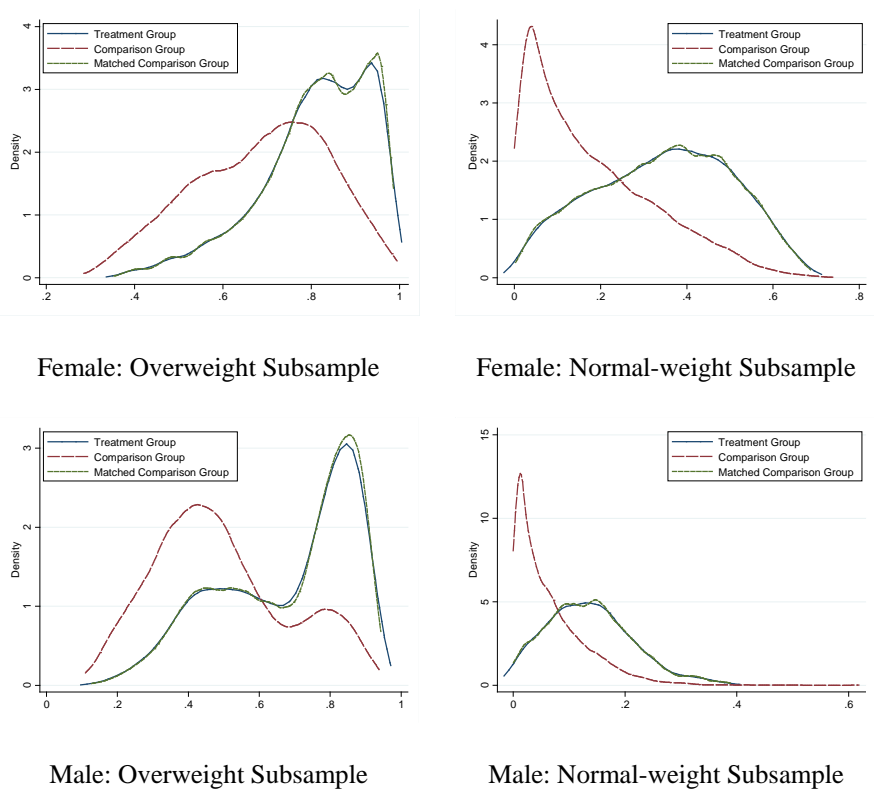 Treatment Group
Comparison Group
Matched Comparison Group
Density
0
1
2
3
4
.2
.4
.6
.8
1
Treatment Group
Comparison Group
Matched Comparison Group
Density
0
1
2
3
4
0
.2
.4
.6
.8
Female: Overweight Subsample
Female: Normal-weight Subsample
Treatment Group
Comparison Group
Matched Comparison Group
Density
0
1
2
3
0
.2
.4
.6
.8
1
Treatment Group
Comparison Group
Matched Comparison Group
Density
0
5
10
15
0
.2
.4
.6
Male: Overweight Subsample
Male: Normal-weight Subsample